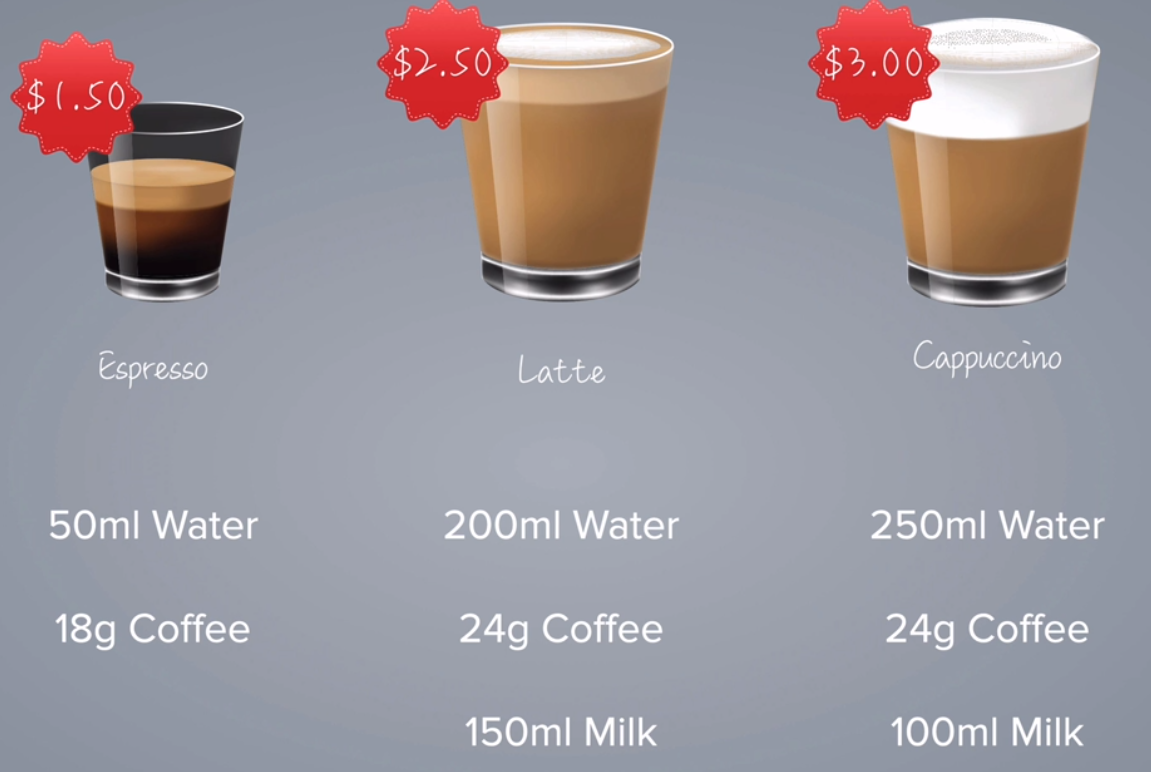 $1.50
$2.50
$3.00
Espresso
Latte
Cappuccino
50ml Water
200ml Water
250ml Water
18g Coffee
24g Coffee
24g Coffee
150ml Milk
100ml Milk